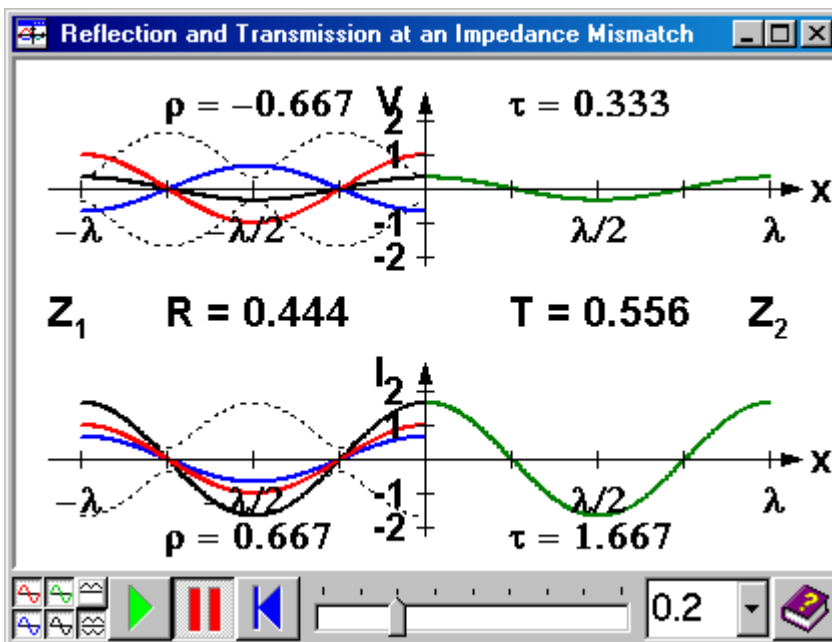 Reflection and Transmission at an Impedance Mismatch
ρ = −0.667 V τ = 0.333
2
1
X
−λ −λ/2 -1 λ/2 λ
-2
Z1 R = 0.444 T = 0.556 Z2
I
2
1
X
−λ −λ/2 -1 λ/2 λ
-2
ρ = 0.667 τ = 1.667
0.2
?